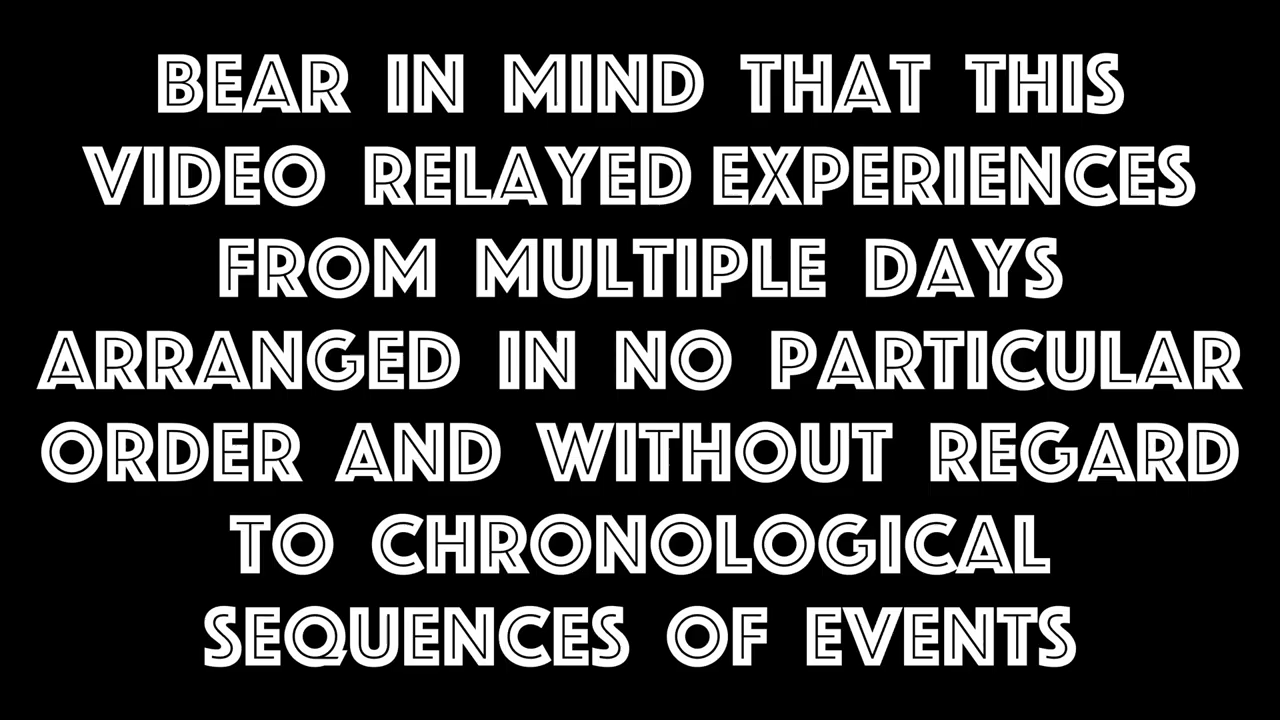 BEAR IN MIND THAT THIS
VIDEO RELAYED EXPERIENCES
FROM MULTIPLE DAYS
ARRANGED IN NO PARTICULAR
ORDER AND WITHOUT REGARD
TO CHRONOLOGICAL
SEQUENCES OF EVENTS